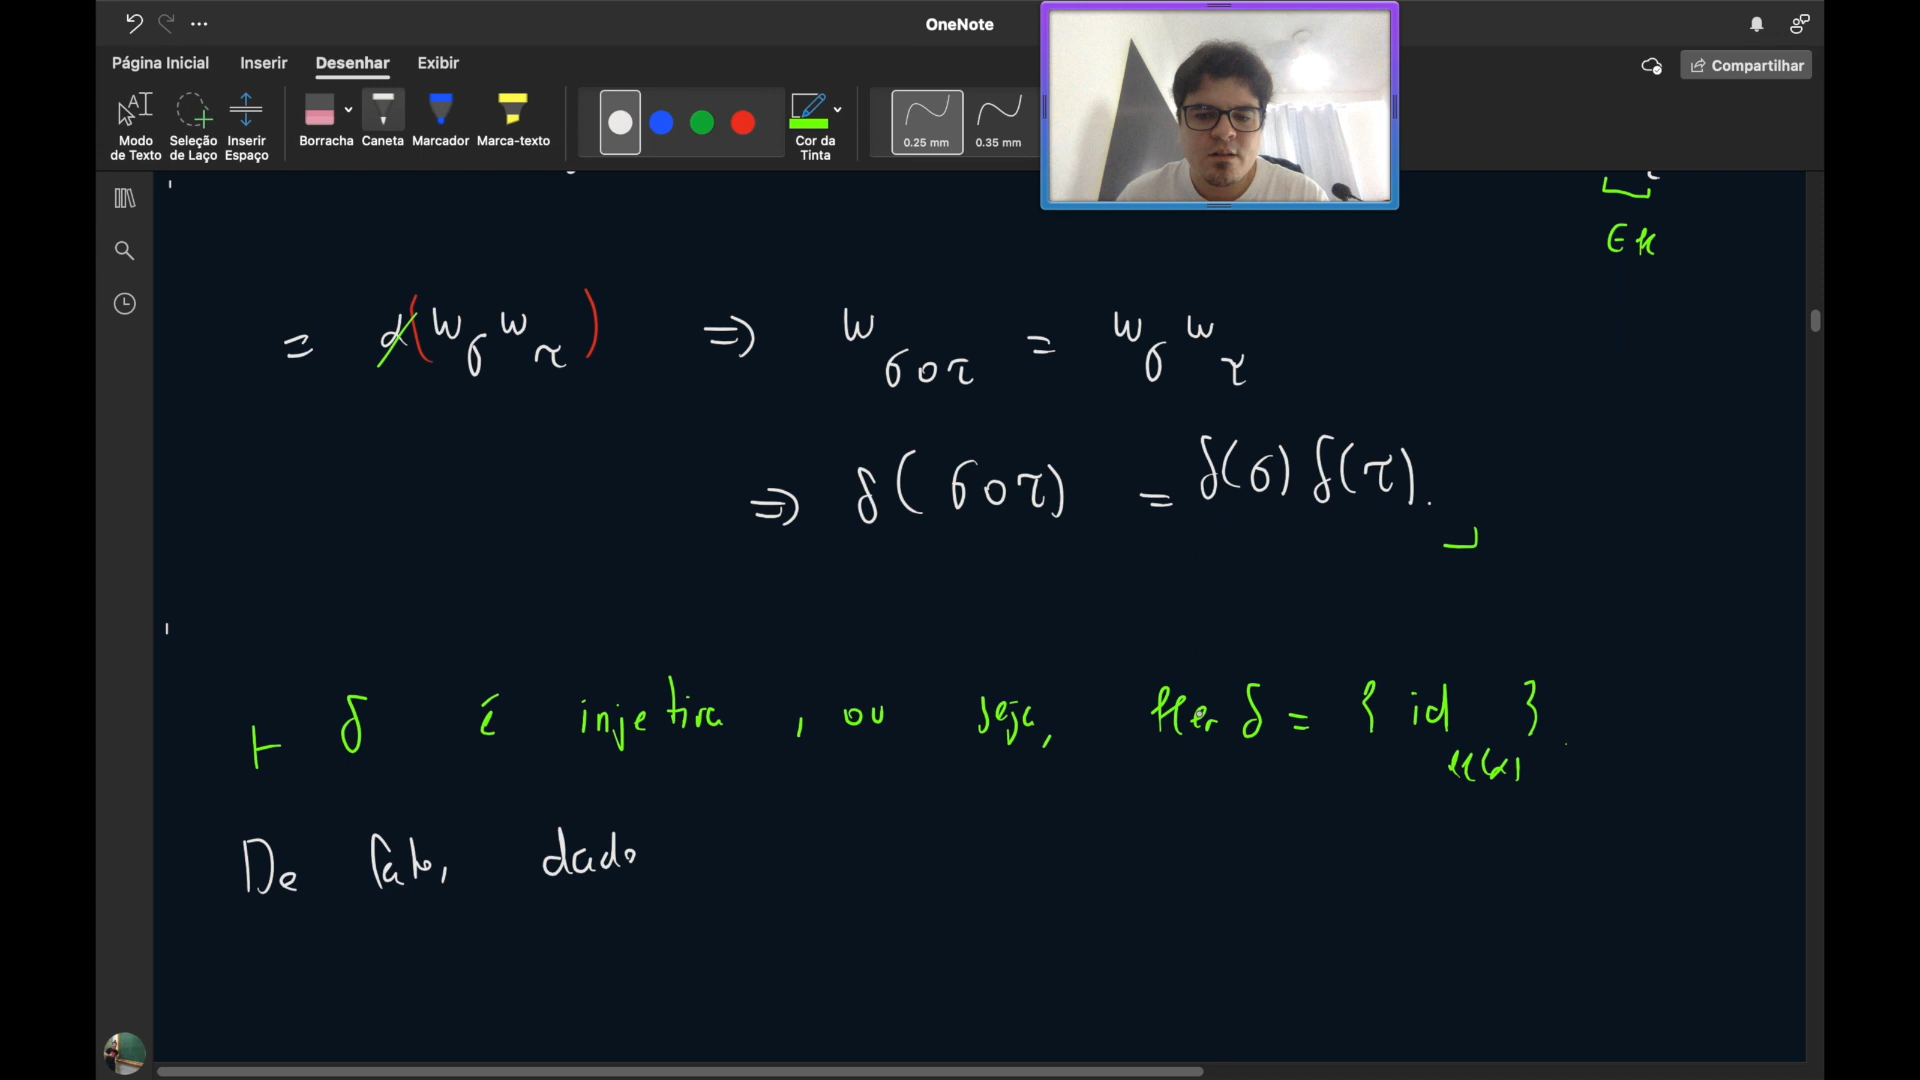 OneNote
Página Inicial Inserir Desenhar Exibir Compartilhar
Modo de Texto Seleção de Laço Inserir Espaço Borracha Caneta Marcador Marca-texto Cor da Tinta 0.25 mm 0.35 mm
∈ K
= α(w_σ w_τ) ⇒ w_{σ∘τ} = w_σ w_τ
⇒ δ(σ∘τ) = δ(σ) δ(τ).
⊢ δ é injetiva, ou seja, Ker δ = { id_{K(α)} }.
De fato, dado